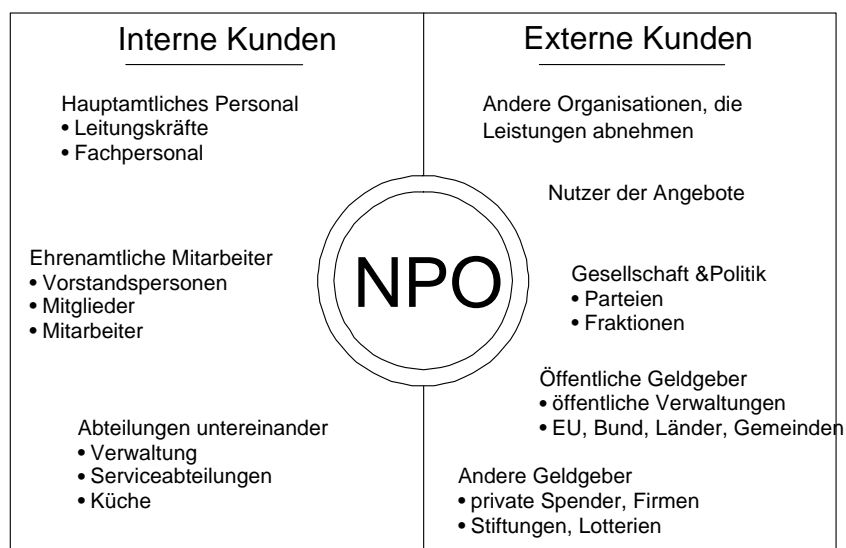 Interne Kunden
Hauptamtliches Personal
• Leitungskräfte
• Fachpersonal
Ehrenamtliche Mitarbeiter
• Vorstandspersonen
• Mitglieder
• Mitarbeiter
Abteilungen untereinander
• Verwaltung
• Serviceabteilungen
• Küche
NPO
Externe Kunden
Andere Organisationen, die
Leistungen abnehmen
Nutzer der Angebote
Gesellschaft &Politik
• Parteien
• Fraktionen
Öffentliche Geldgeber
• öffentliche Verwaltungen
• EU, Bund, Länder, Gemeinden
Andere Geldgeber
• private Spender, Firmen
• Stiftungen, Lotterien